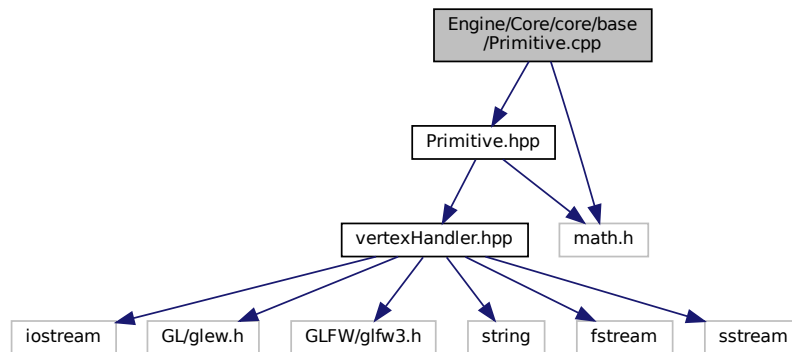 Engine/Core/core/base
/Primitive.cpp
Primitive.hpp
vertexHandler.hpp
math.h
iostream
GL/glew.h
GLFW/glfw3.h
string
fstream
sstream